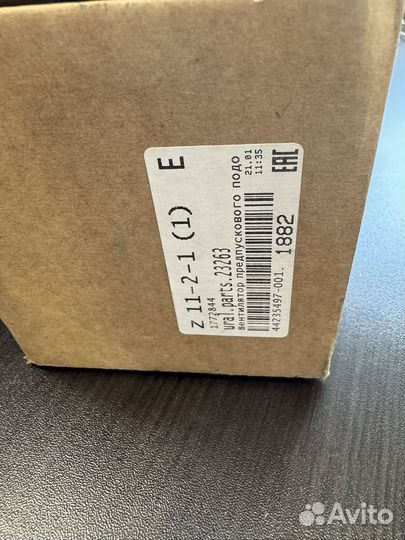 z 11-2-1 (1) E
1772844
ural.parts.23263
Вентилятор предпускового подо
21.01
11:35
44235497-001. 1882
EAC
Avito